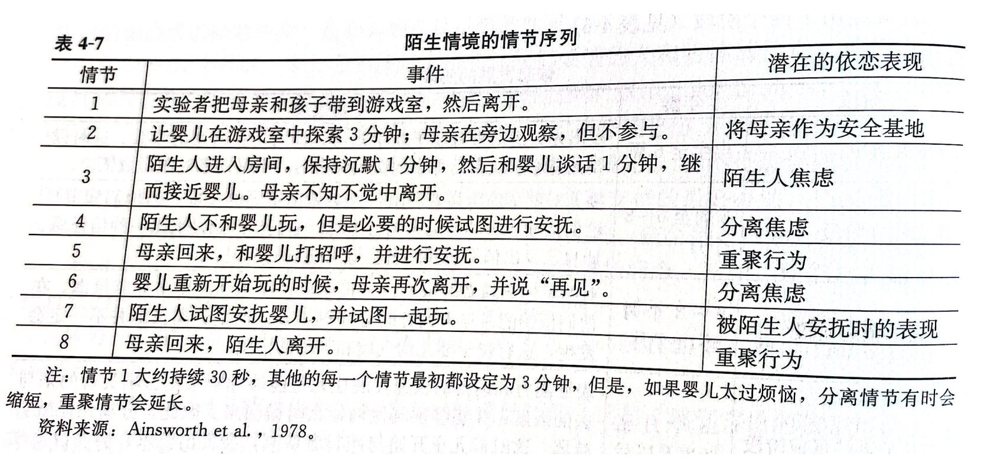 表 4-7 陌生情境的情节序列
情节 事件 潜在的依恋表现
1 实验者把母亲和孩子带到游戏室，然后离开。
2 让婴儿在游戏室中探索 3 分钟；母亲在旁边观察，但不参与。 将母亲作为安全基地
3 陌生人进入房间，保持沉默 1 分钟，然后和婴儿谈话 1 分钟，继 陌生人焦虑
而接近婴儿。母亲不知不觉中离开。
4 陌生人不和婴儿玩，但是必要的时候试图进行安抚。 分离焦虑
5 母亲回来，和婴儿打招呼，并进行安抚。 重聚行为
6 婴儿重新开始玩的时候，母亲再次离开，并说“再见”。 分离焦虑
7 陌生人试图安抚婴儿，并试图一起玩。 被陌生人安抚时的表现
8 母亲回来，陌生人离开。 重聚行为
注：情节 1 大约持续 30 秒，其他的每一个情节最初都设定为 3 分钟，但是，如果婴儿太过烦恼，分离情节有时会
缩短，重聚情节会延长。
资料来源：Ainsworth et al.，1978。